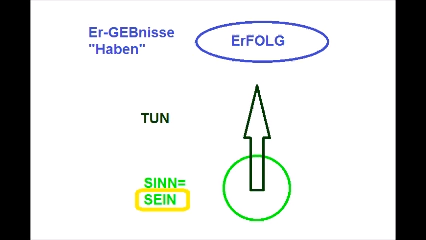 Er-GEBnisse
"Haben"
ErFOLG
TUN
SINN=
SEIN